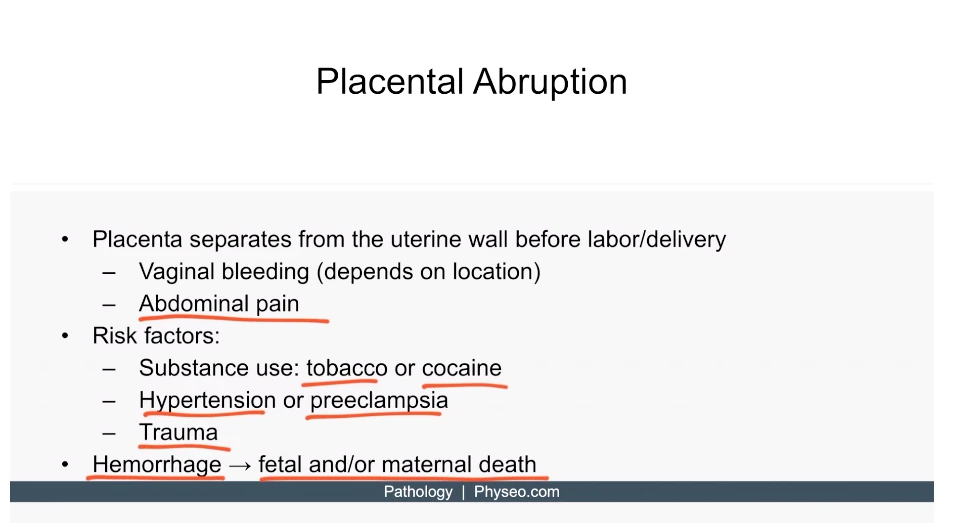 Placental Abruption
• Placenta separates from the uterine wall before labor/delivery
– Vaginal bleeding (depends on location)
– Abdominal pain
• Risk factors:
– Substance use: tobacco or cocaine
– Hypertension or preeclampsia
– Trauma
• Hemorrhage → fetal and/or maternal death
Pathology | Physeo.com